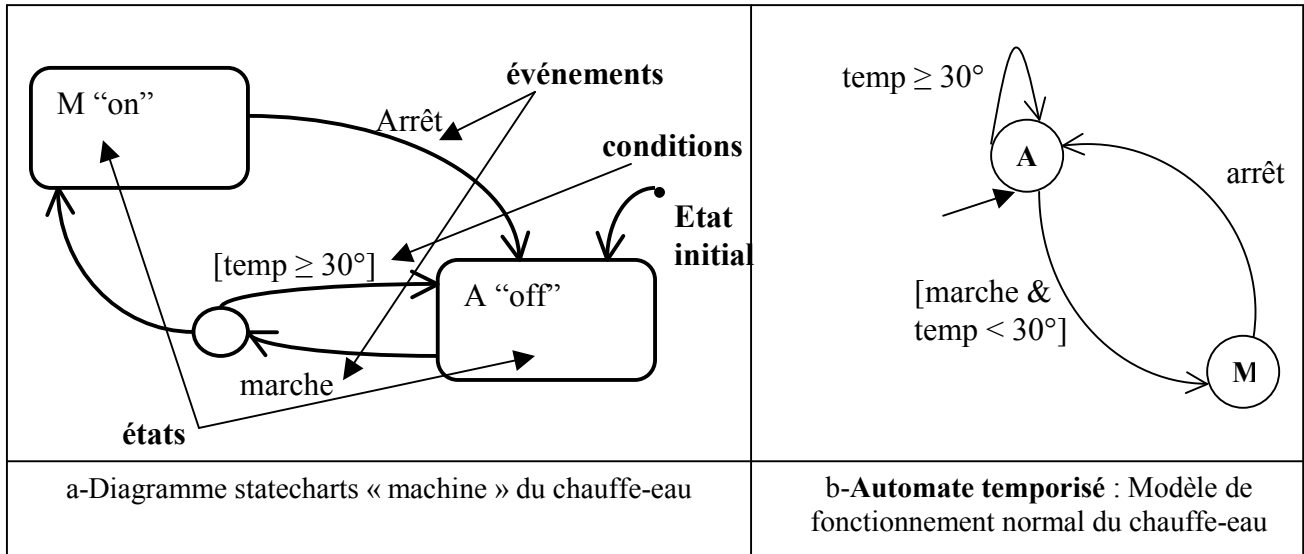 événements
M “on”
Arrêt
conditions
Etat
initial
[temp ≥ 30°]
A “off”
marche
états
a-Diagramme statecharts « machine » du chauffe-eau
temp ≥ 30°
A
arrêt
[marche &
temp < 30°]
M
b-Automate temporisé : Modèle de
fonctionnement normal du chauffe-eau